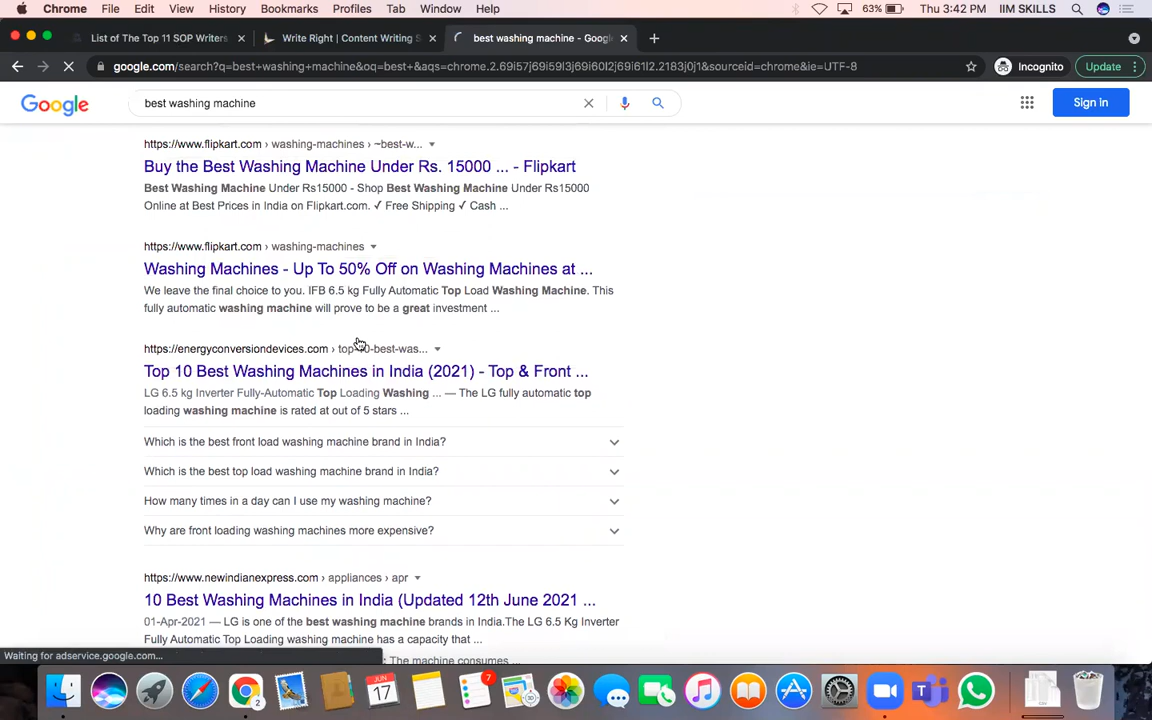 Chrome File Edit View History Bookmarks Profiles Tab Window Help 63% Thu 3:42 PM IIM SKILLS
List of The Top 11 SOP Writers
Write Right | Content Writing S
best washing machine - Goog
google.com/search?q=best+washing+machine&oq=best+&aqs=chrome.2.69i57j69i59l3j69i60l2j69i61l2.2183j0j1&sourceid=chrome&ie=UTF-8
Incognito
Update
Google
best washing machine
Sign in
https://www.flipkart.com › washing-machines › ~best-w...
Buy the Best Washing Machine Under Rs. 15000 ... - Flipkart
Best Washing Machine Under Rs15000 - Shop Best Washing Machine Under Rs15000
Online at Best Prices in India on Flipkart.com. ✓ Free Shipping ✓ Cash ...
https://www.flipkart.com › washing-machines
Washing Machines - Up To 50% Off on Washing Machines at ...
We leave the final choice to you. IFB 6.5 kg Fully Automatic Top Load Washing Machine. This
fully automatic washing machine will prove to be a great investment ...
https://energyconversiondevices.com › top-10-best-was...
Top 10 Best Washing Machines in India (2021) - Top & Front ...
LG 6.5 kg Inverter Fully-Automatic Top Loading Washing ... — The LG fully automatic top
loading washing machine is rated at out of 5 stars ...
Which is the best front load washing machine brand in India?
Which is the best top load washing machine brand in India?
How many times in a day can I use my washing machine?
Why are front loading washing machines more expensive?
https://www.newindianexpress.com › appliances › apr
10 Best Washing Machines in India (Updated 12th June 2021 ...
01-Apr-2021 — LG is one of the best washing machine brands in India.The LG 6.5 Kg Inverter
Fully Automatic Top Loading washing machine has a capacity that ...
Waiting for adservice.google.com...
: The machine consumes ...
2
JUN
17
7